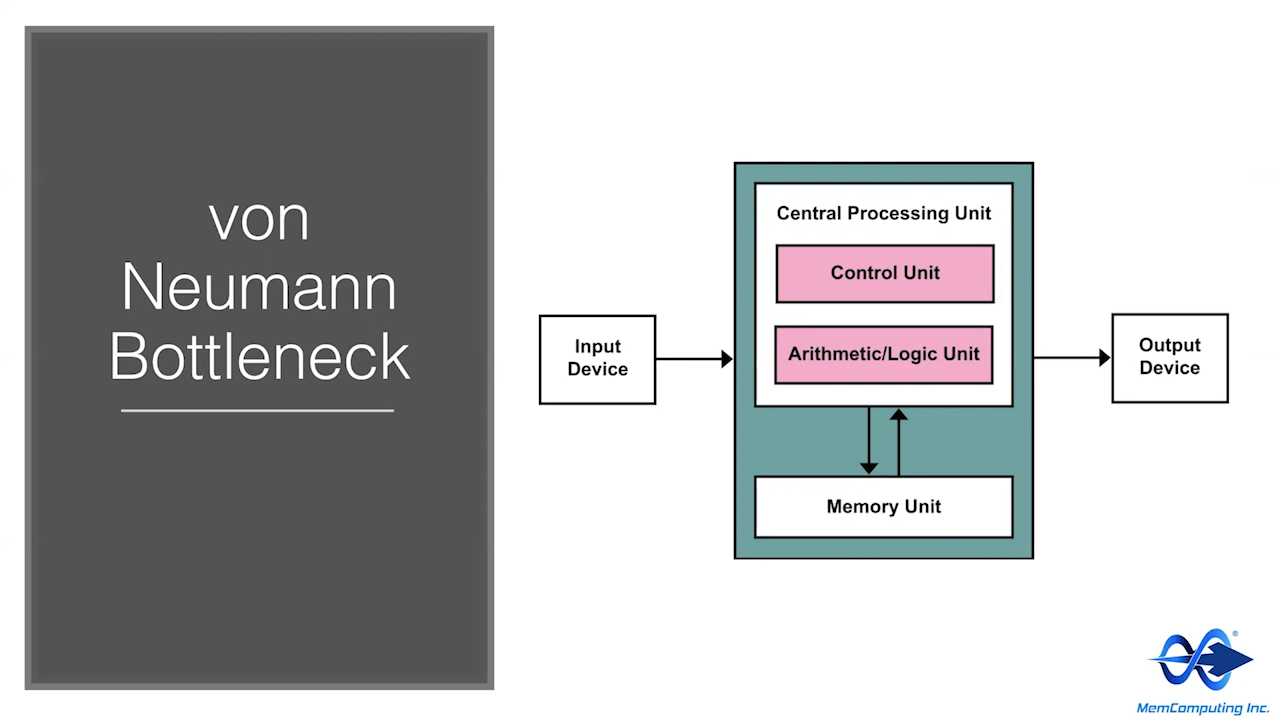 von
Neumann
Bottleneck
Central Processing Unit
Control Unit
Arithmetic/Logic Unit
Input
Device
Output
Device
Memory Unit
®
MemComputing Inc.